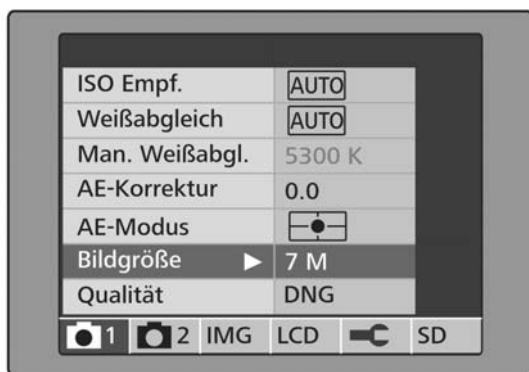 ISO Empf. AUTO
Weißabgleich AUTO
Man. Weißabgl. 5300 K
AE-Korrektur 0.0
AE-Modus
Bildgröße ▶ 7 M
Qualität DNG
1 2 IMG LCD SD